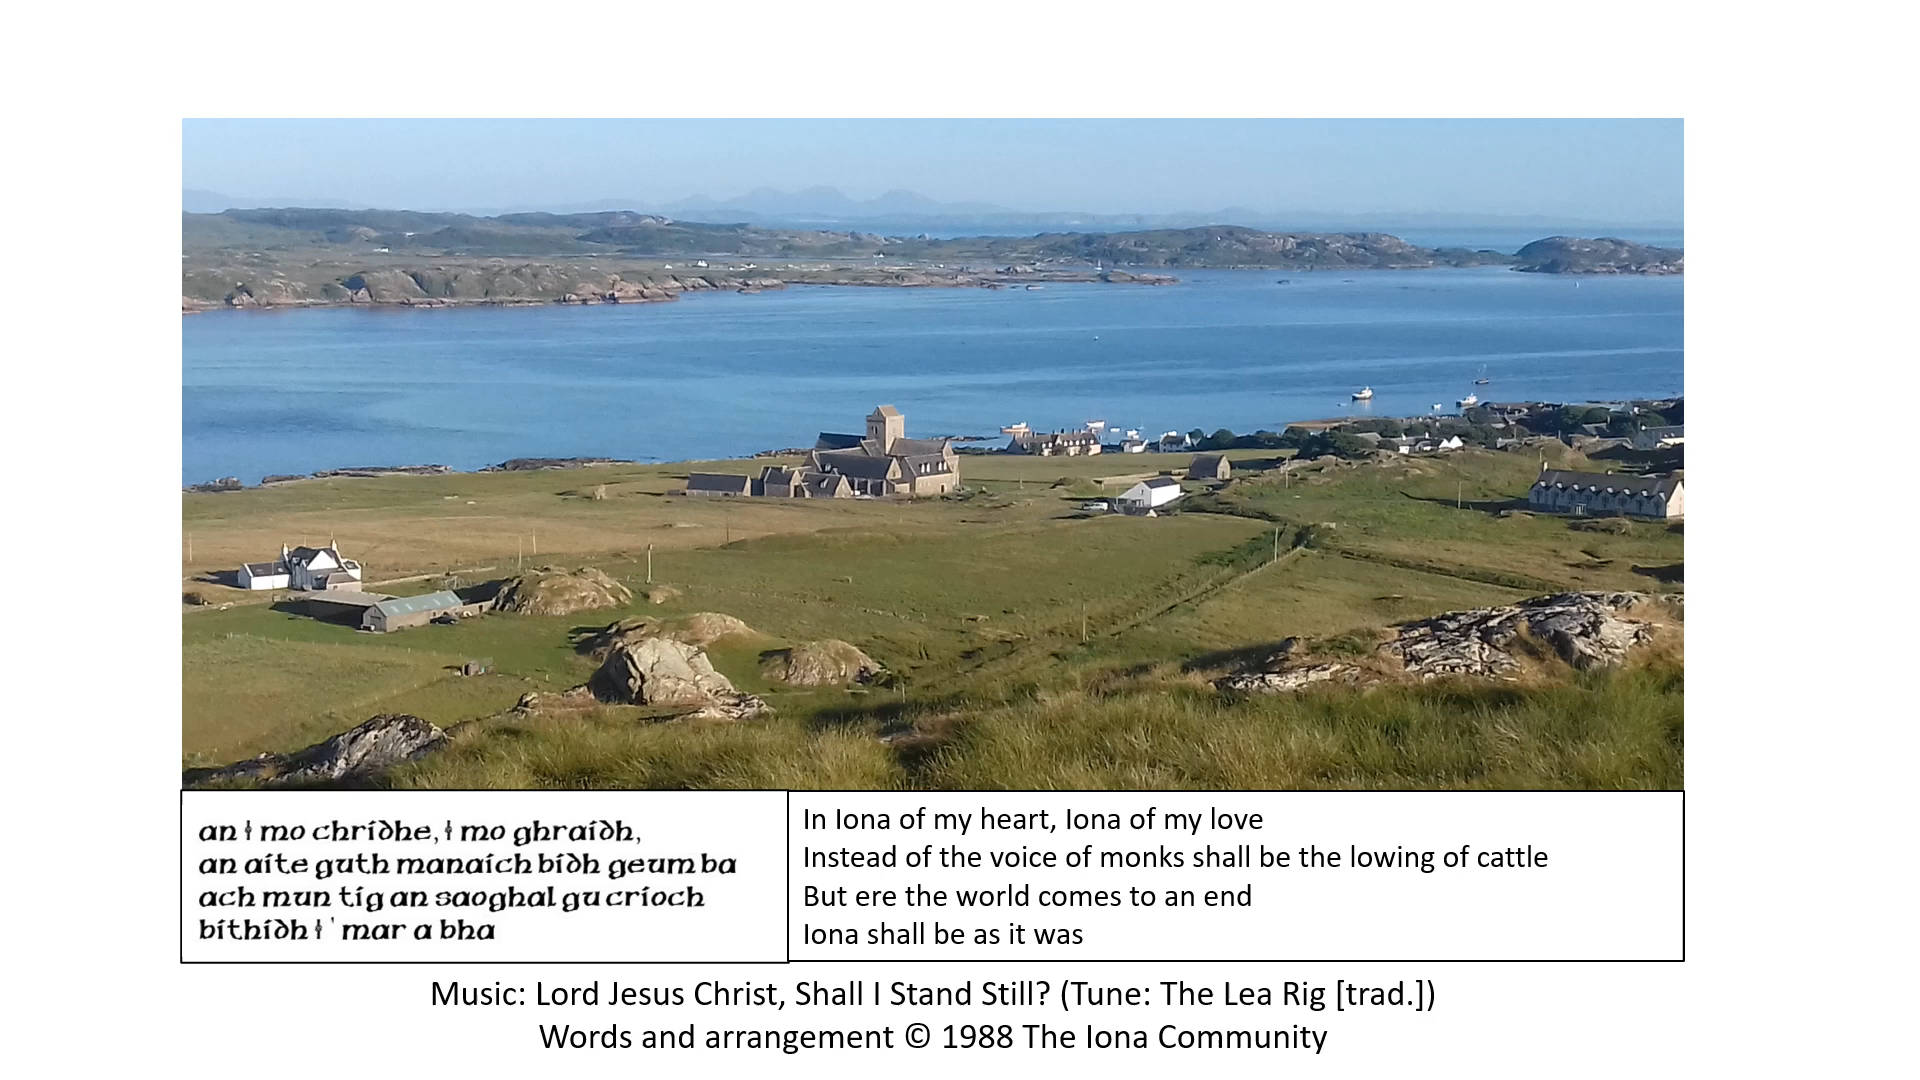 an í mo chrídhe, í mo ghraídh,
an aíte guth manaích bídh geum ba
ach mun tíg an saoghal gu críoch
bíthídh í ' mar a bha
In Iona of my heart, Iona of my love
Instead of the voice of monks shall be the lowing of cattle
But ere the world comes to an end
Iona shall be as it was
Music: Lord Jesus Christ, Shall I Stand Still? (Tune: The Lea Rig [trad.])
Words and arrangement © 1988 The Iona Community